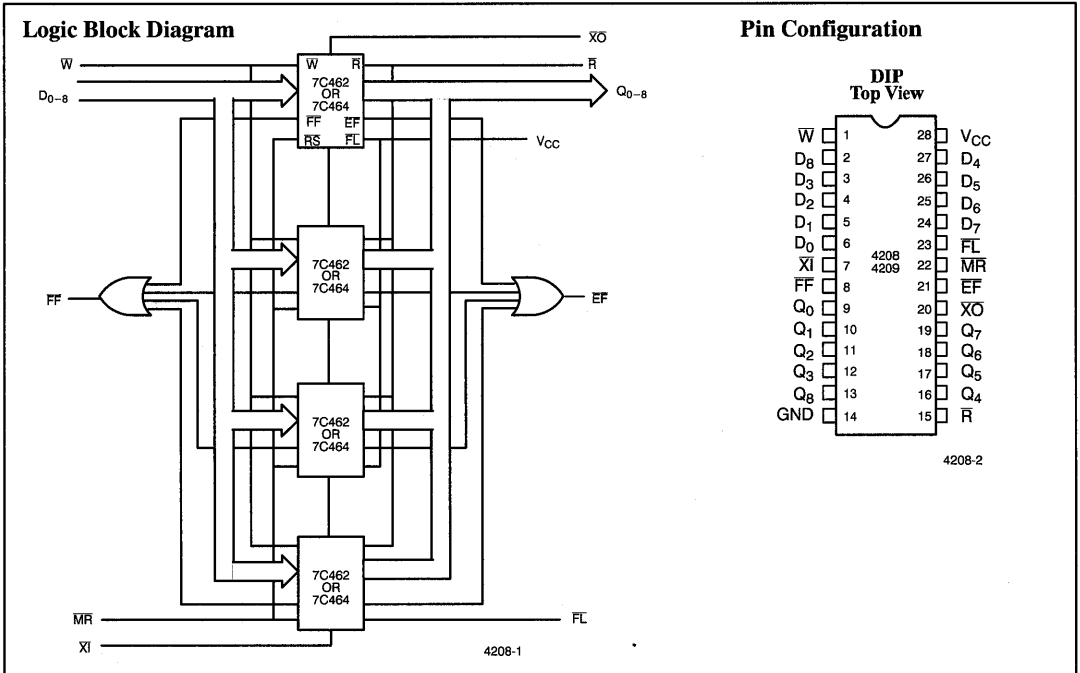 Logic Block Diagram
X̅O̅
W̅
W̅ R̅
R̅
7C462
OR
7C464
D0–8
Q0–8
F̅F̅ E̅F̅
R̅S̅ F̅L̅
VCC
7C462
OR
7C464
F̅F̅
E̅F̅
7C462
OR
7C464
7C462
OR
7C464
M̅R̅
F̅L̅
X̅I̅
4208-1
Pin Configuration
DIP
Top View
W̅ 1 28 VCC
D8 2 27 D4
D3 3 26 D5
D2 4 25 D6
D1 5 24 D7
D0 6 23 F̅L̅
4208
4209
X̅I̅ 7 22 M̅R̅
F̅F̅ 8 21 E̅F̅
Q0 9 20 X̅O̅
Q1 10 19 Q7
Q2 11 18 Q6
Q3 12 17 Q5
Q8 13 16 Q4
GND 14 15 R̅
4208-2